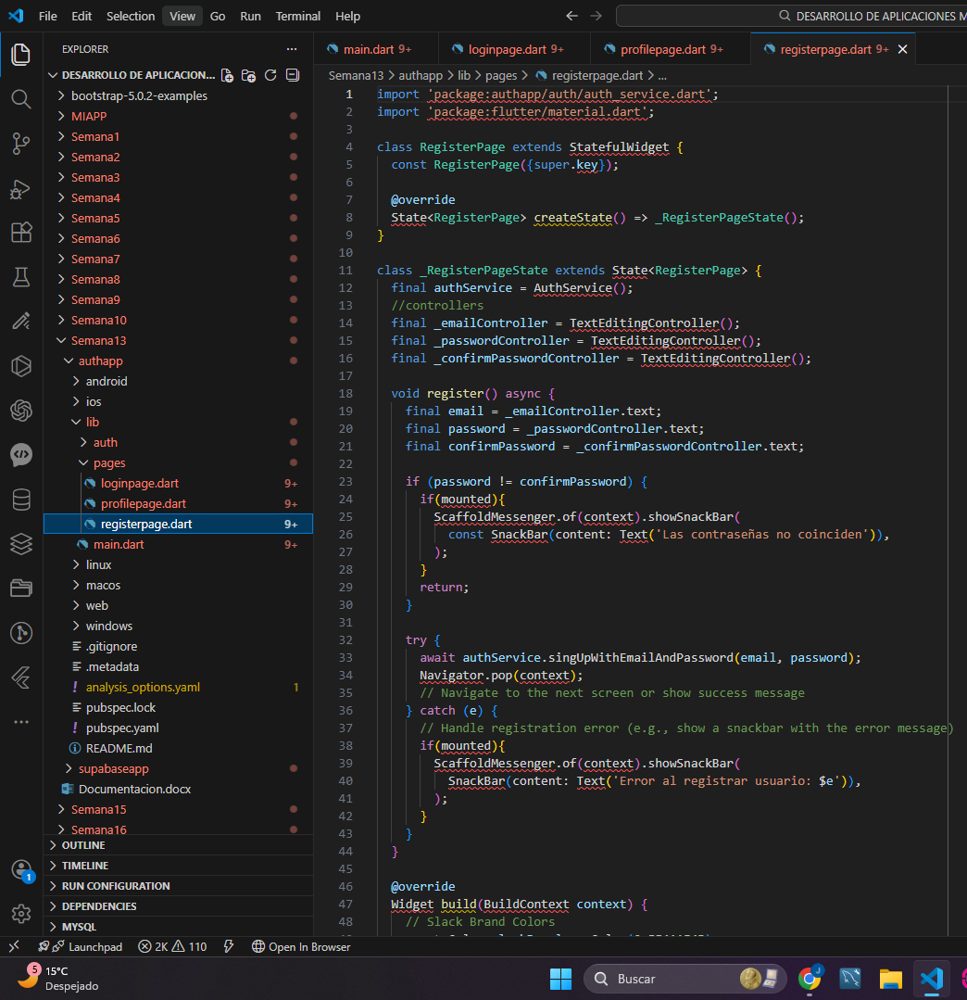 File Edit Selection View Go Run Terminal Help
DESARROLLO DE APLICACIONES M
EXPLORER
DESARROLLO DE APLICACION...
bootstrap-5.0.2-examples
MIAPP
Semana1
Semana2
Semana3
Semana4
Semana5
Semana6
Semana7
Semana8
Semana9
Semana10
Semana13
authapp
android
ios
lib
auth
pages
loginpage.dart 9+
profilepage.dart 9+
registerpage.dart 9+
main.dart 9+
linux
macos
web
windows
.gitignore
.metadata
analysis_options.yaml 1
pubspec.lock
pubspec.yaml
README.md
supabaseapp
Documentacion.docx
Semana15
Semana16
OUTLINE
TIMELINE
RUN CONFIGURATION
DEPENDENCIES
MYSQL
main.dart 9+ loginpage.dart 9+ profilepage.dart 9+ registerpage.dart 9+
Semana13 > authapp > lib > pages > registerpage.dart > ...
1 import 'package:authapp/auth/auth_service.dart';
2 import 'package:flutter/material.dart';
3
4 class RegisterPage extends StatefulWidget {
5 const RegisterPage({super.key});
6
7 @override
8 State<RegisterPage> createState() => _RegisterPageState();
9 }
10
11 class _RegisterPageState extends State<RegisterPage> {
12 final authService = AuthService();
13 //controllers
14 final _emailController = TextEditingController();
15 final _passwordController = TextEditingController();
16 final _confirmPasswordController = TextEditingController();
17
18 void register() async {
19 final email = _emailController.text;
20 final password = _passwordController.text;
21 final confirmPassword = _confirmPasswordController.text;
22
23 if (password != confirmPassword) {
24 if(mounted){
25 ScaffoldMessenger.of(context).showSnackBar(
26 const SnackBar(content: Text('Las contraseñas no coinciden')),
27 );
28 }
29 return;
30 }
31
32 try {
33 await authService.singUpWithEmailAndPassword(email, password);
34 Navigator.pop(context);
35 // Navigate to the next screen or show success message
36 } catch (e) {
37 // Handle registration error (e.g., show a snackbar with the error message)
38 if(mounted){
39 ScaffoldMessenger.of(context).showSnackBar(
40 SnackBar(content: Text('Error al registrar usuario: $e')),
41 );
42 }
43 }
44 }
45
46 @override
47 Widget build(BuildContext context) {
48 // Slack Brand Colors
1
Launchpad 2K 110 Open In Browser
5
15°C
Despejado
Buscar
J